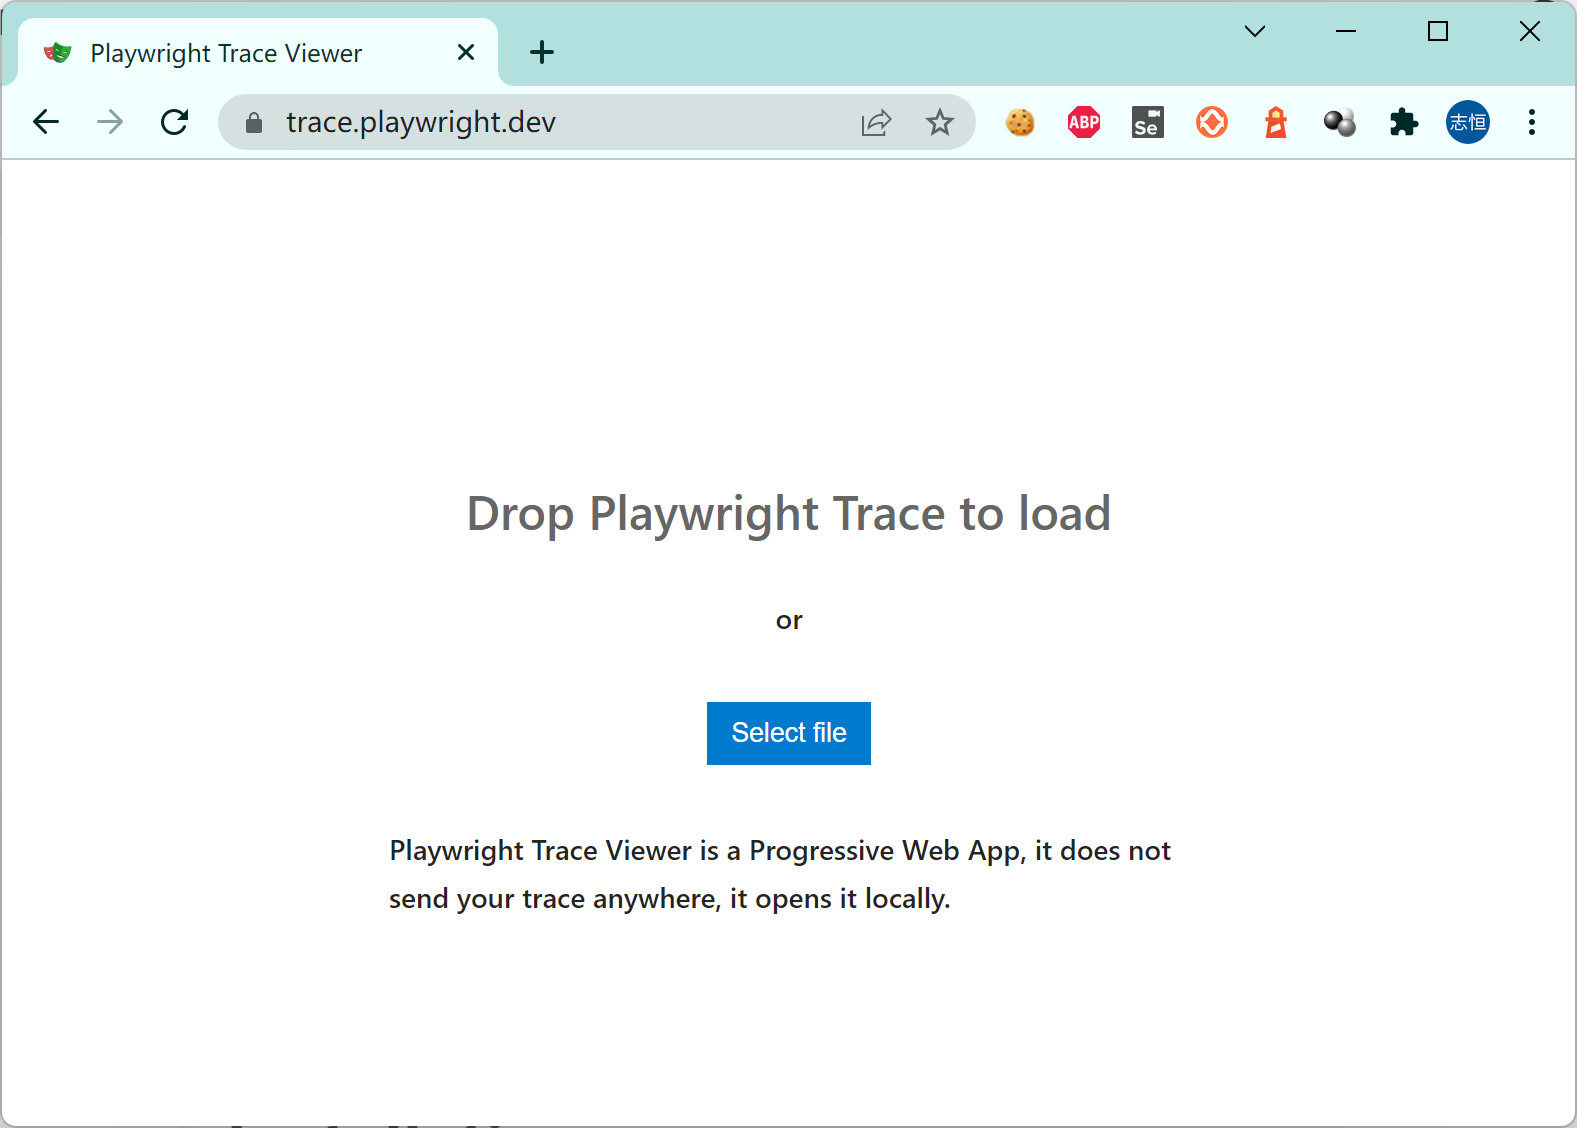 Playwright Trace Viewer
trace.playwright.dev
ABP
Se
志恒
Drop Playwright Trace to load
or
Select file
Playwright Trace Viewer is a Progressive Web App, it does not
send your trace anywhere, it opens it locally.